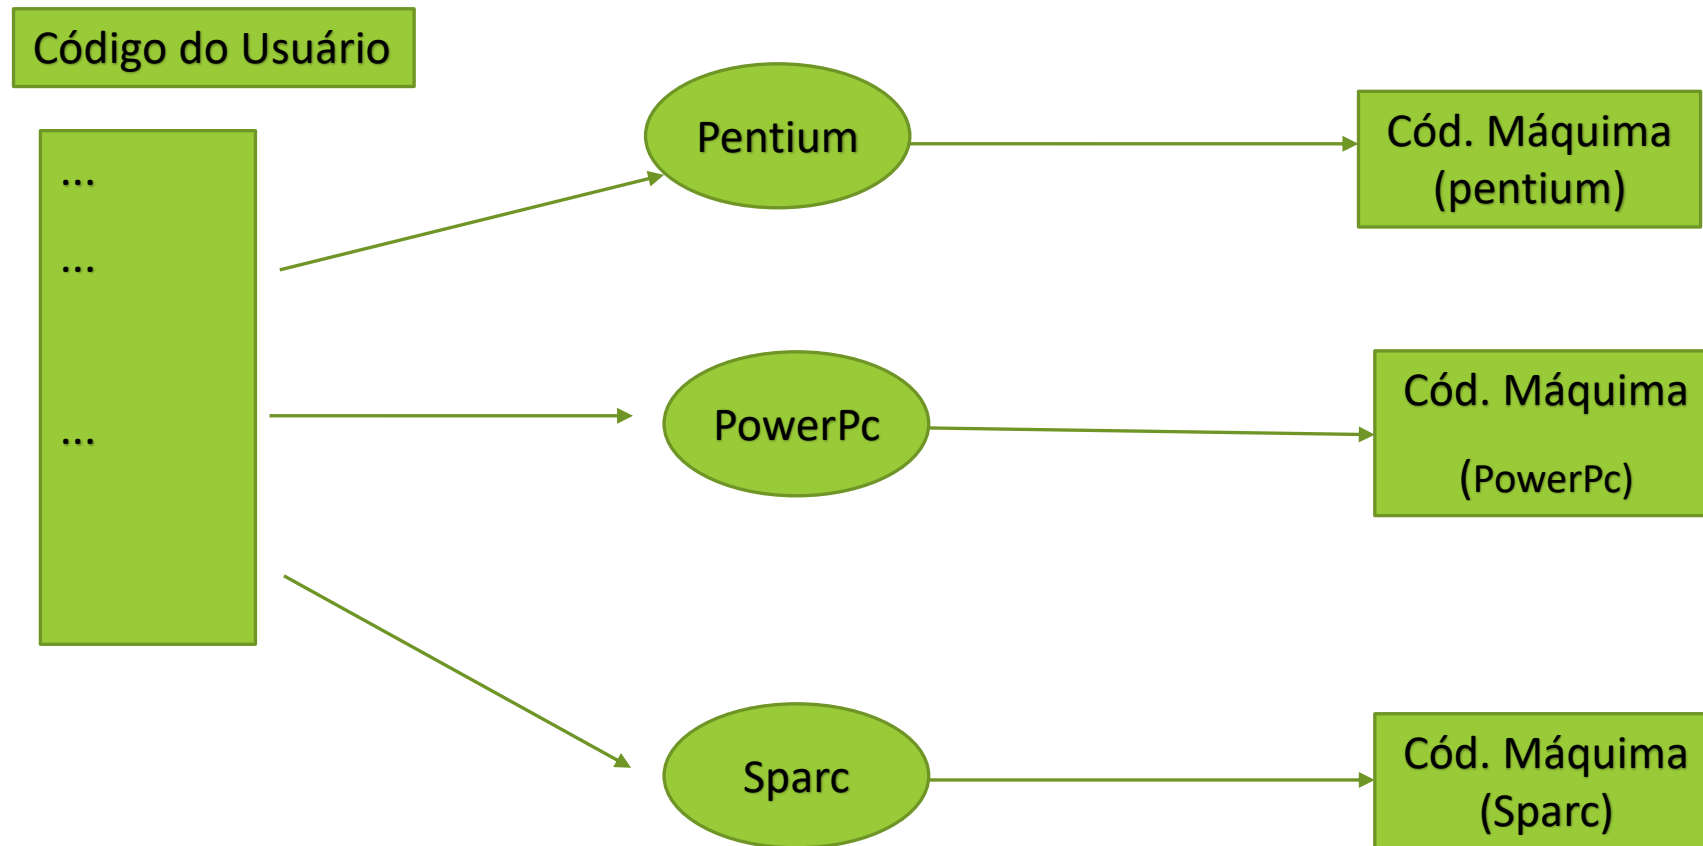 Código do Usuário
...
...
...
Pentium
Cód. Máquima
(pentium)
PowerPc
Cód. Máquima
(PowerPc)
Sparc
Cód. Máquima
(Sparc)